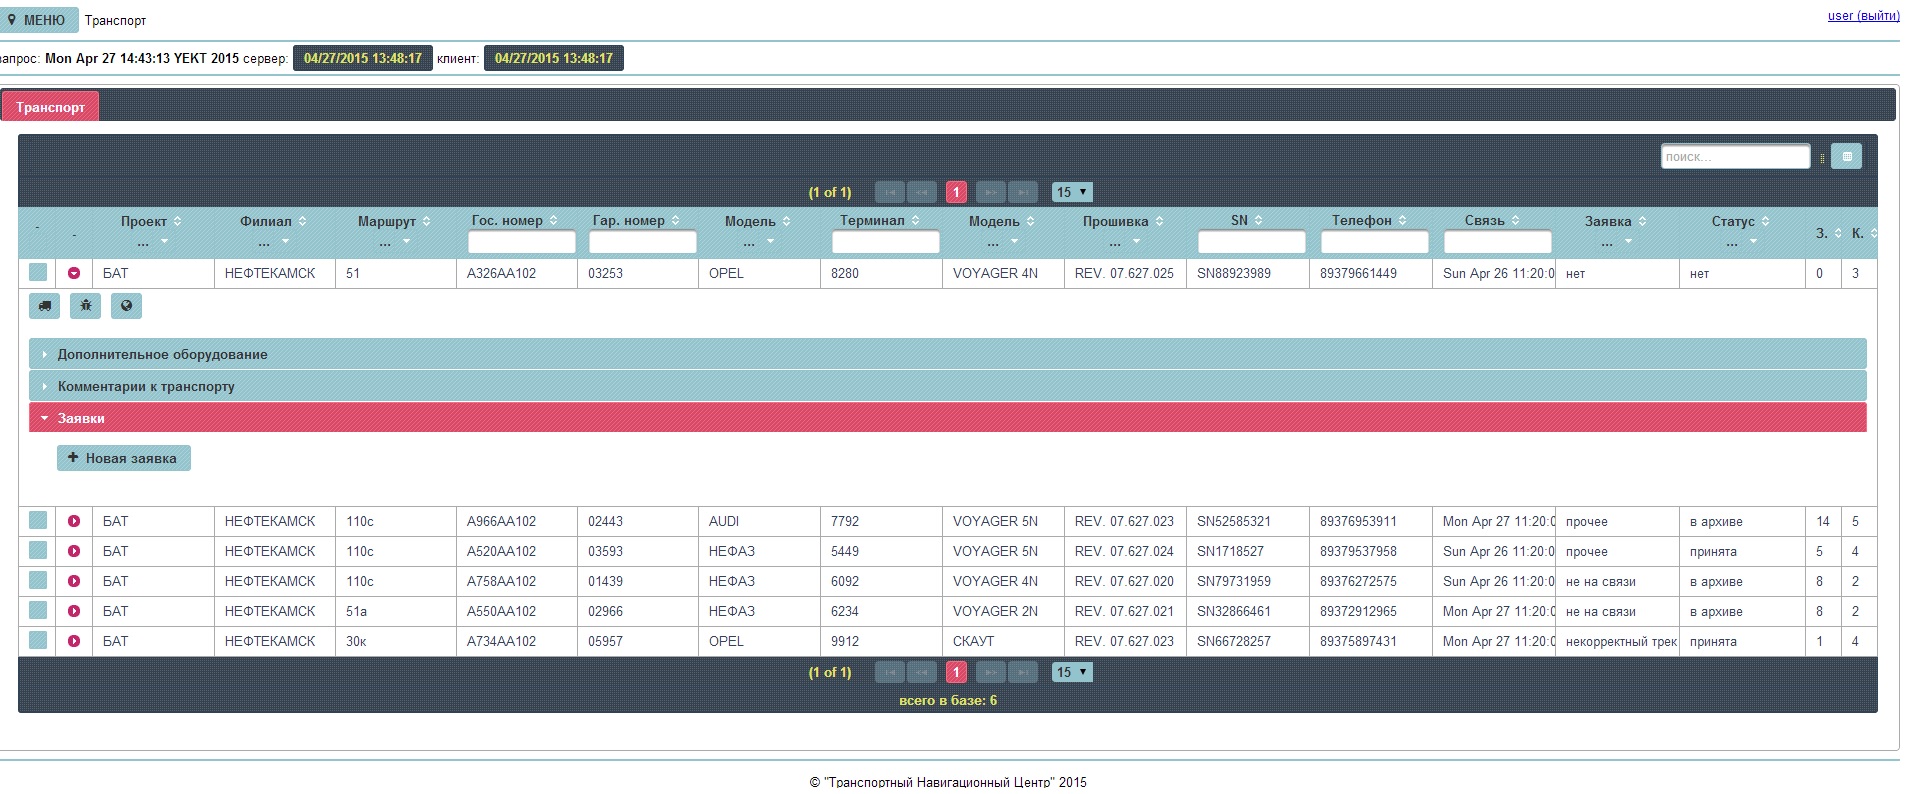 МЕНЮ Транспорт user (выйти)
запрос: Mon Apr 27 14:43:13 YEKT 2015 сервер: 04/27/2015 13:48:17 клиент: 04/27/2015 13:48:17
Транспорт
поиск...
(1 of 1) 1 15
- - Проект Филиал Маршрут Гос. номер Гар. номер Модель Терминал Модель Прошивка SN Телефон Связь Заявка Статус З. К.
... ... ... ... ... ... ... ...
БАТ НЕФТЕКАМСК 51 А326АА102 03253 OPEL 8280 VOYAGER 4N REV. 07.627.025 SN88923989 89379661449 Sun Apr 26 11:20:0 нет нет 0 3
Дополнительное оборудование
Комментарии к транспорту
Заявки
Новая заявка
БАТ НЕФТЕКАМСК 110с А966АА102 02443 AUDI 7792 VOYAGER 5N REV. 07.627.023 SN52585321 89376953911 Mon Apr 27 11:20:0 прочее в архиве 14 5
БАТ НЕФТЕКАМСК 110с А520АА102 03593 НЕФАЗ 5449 VOYAGER 5N REV. 07.627.024 SN1718527 89379537958 Sun Apr 26 11:20:0 прочее принята 5 4
БАТ НЕФТЕКАМСК 110с А758АА102 01439 НЕФАЗ 6092 VOYAGER 4N REV. 07.627.020 SN79731959 89376272575 Sun Apr 26 11:20:0 не на связи в архиве 8 2
БАТ НЕФТЕКАМСК 51а А550АА102 02966 НЕФАЗ 6234 VOYAGER 2N REV. 07.627.021 SN32866461 89372912965 Mon Apr 27 11:20:0 не на связи в архиве 8 2
БАТ НЕФТЕКАМСК 30к А734АА102 05957 OPEL 9912 СКАУТ REV. 07.627.023 SN66728257 89375897431 Mon Apr 27 11:20:0 некорректный трек принята 1 4
(1 of 1) 1 15
всего в базе: 6
© "Транспортный Навигационный Центр" 2015